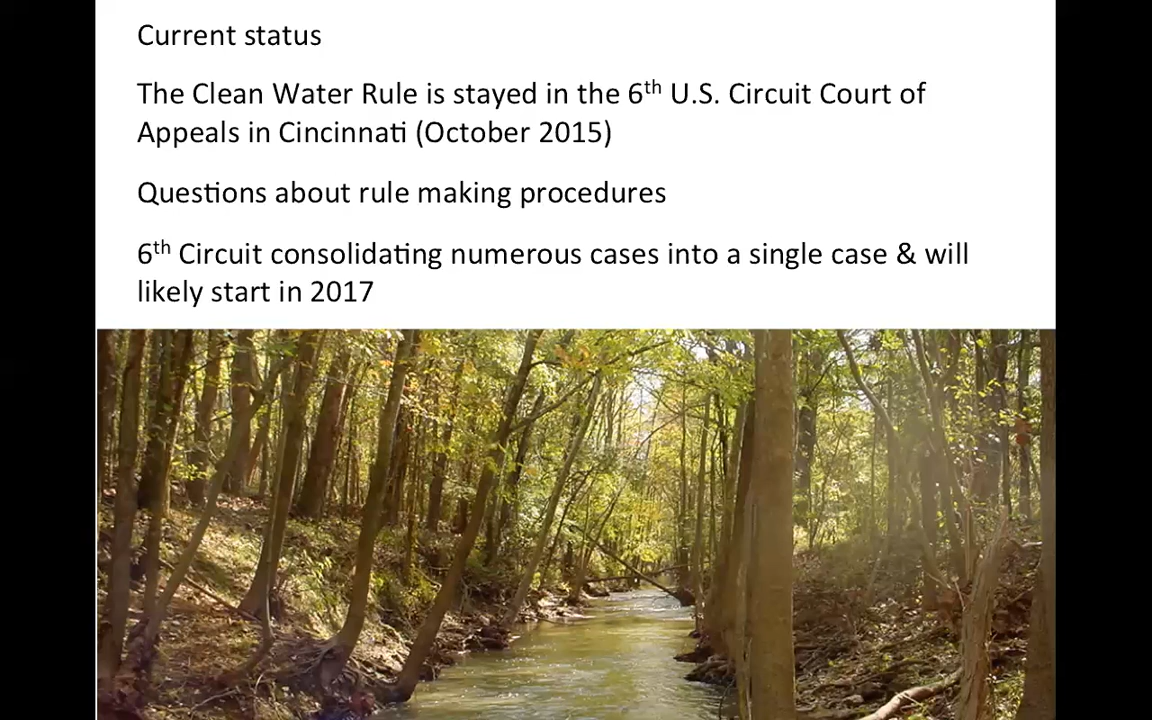 Current status
The Clean Water Rule is stayed in the 6th U.S. Circuit Court of
Appeals in Cincinnati (October 2015)
Questions about rule making procedures
6th Circuit consolidating numerous cases into a single case & will
likely start in 2017